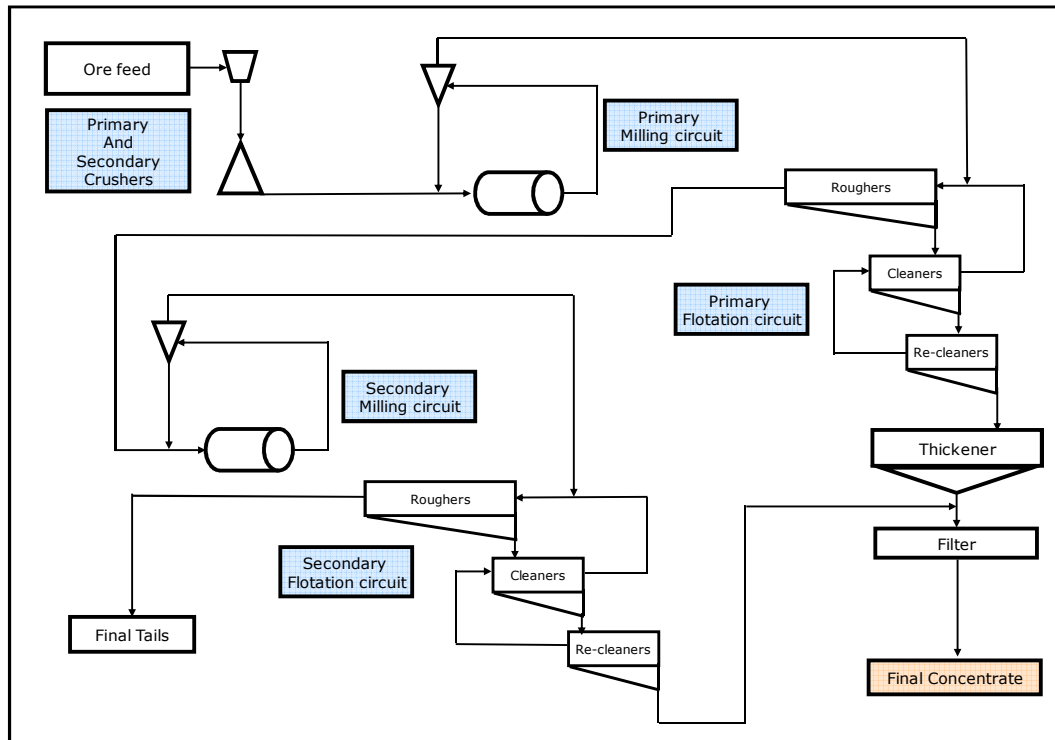 Ore feed
Primary
And
Secondary
Crushers
Primary
Milling circuit
Roughers
Cleaners
Primary
Flotation circuit
Re-cleaners
Secondary
Milling circuit
Thickener
Roughers
Filter
Secondary
Flotation circuit
Cleaners
Final Tails
Re-cleaners
Final Concentrate